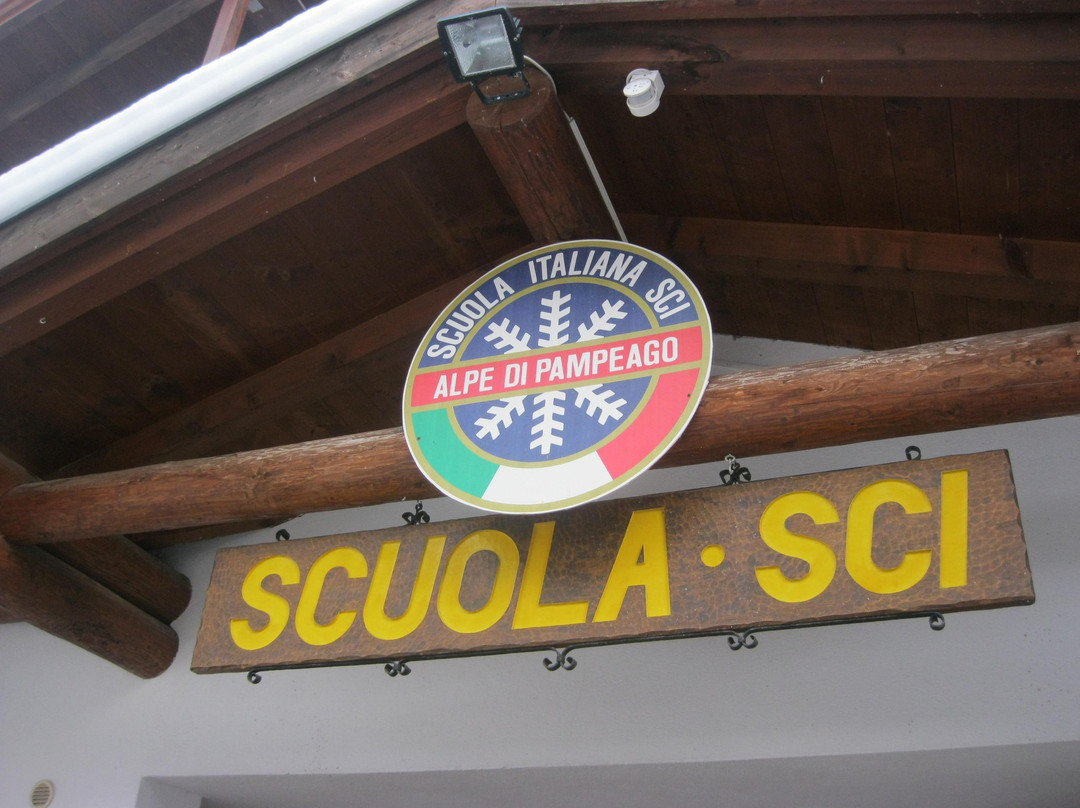 SCUOLA ITALIANA SCI
ALPE DI PAMPEAGO
SCUOLA · SCI